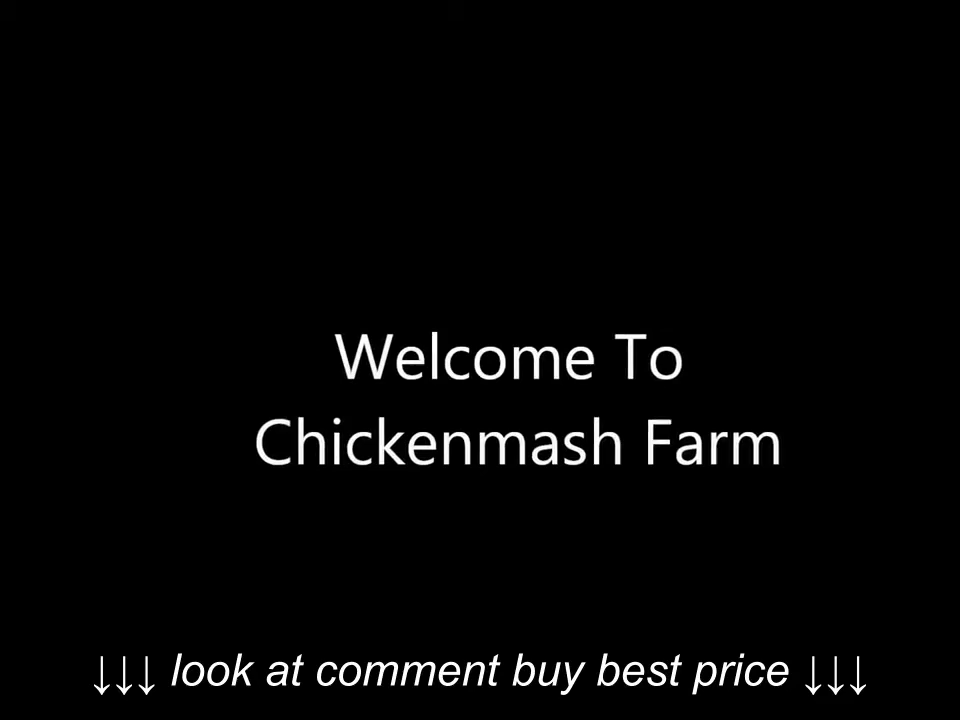 Welcome To
Chickenmash Farm
↓↓↓ look at comment buy best price ↓↓↓